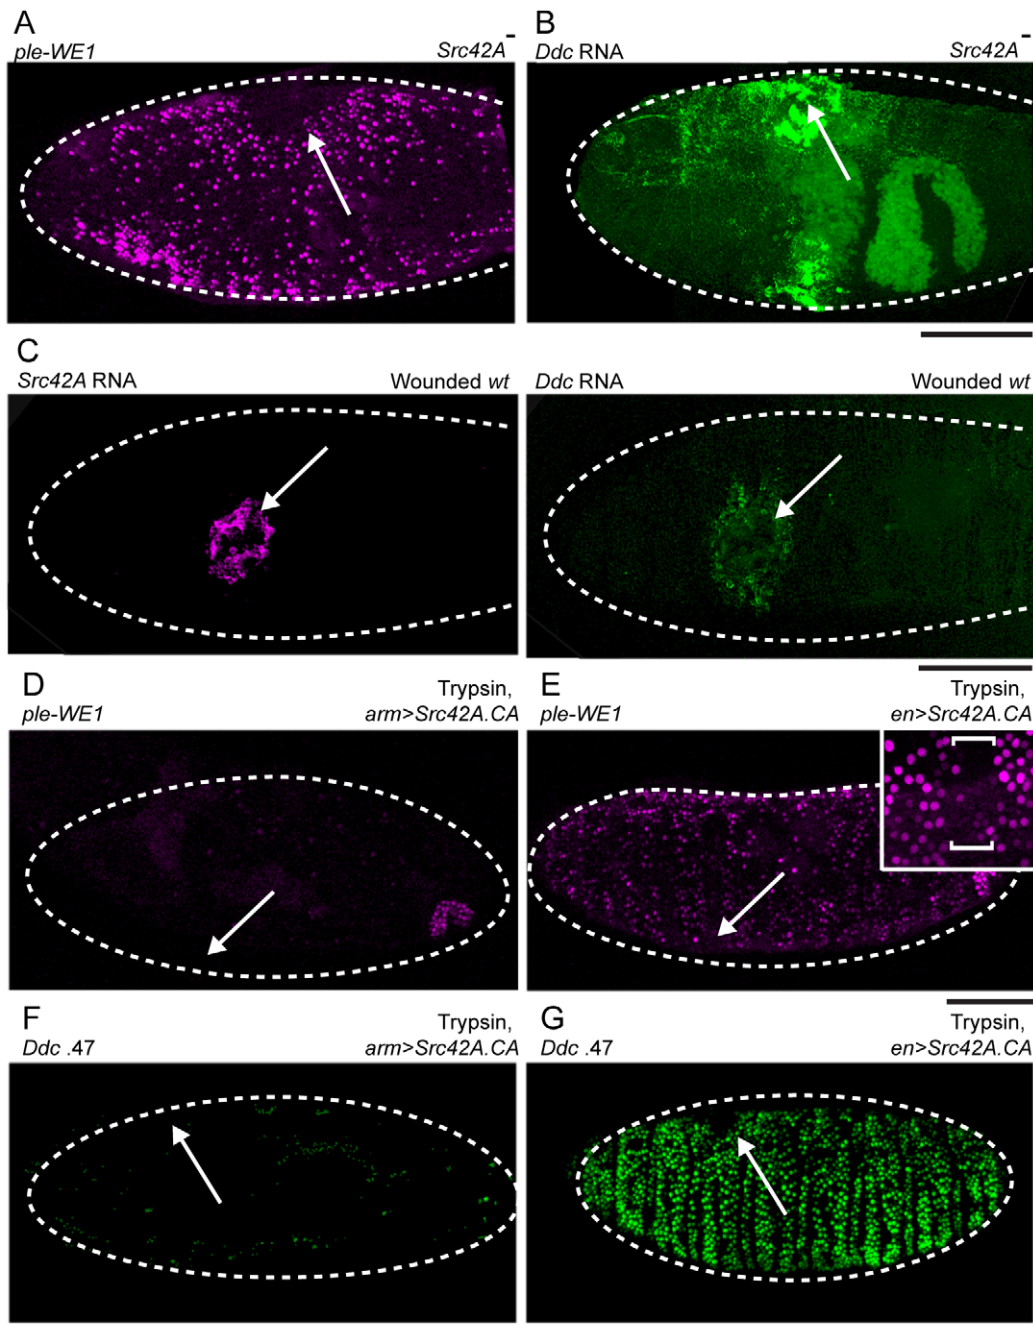 A B
ple-WE1 Src42A- Ddc RNA Src42A-
C
Src42A RNA Wounded wt Ddc RNA Wounded wt
D Trypsin, E Trypsin,
ple-WE1 arm>Src42A.CA ple-WE1 en>Src42A.CA
F Trypsin, G Trypsin,
Ddc .47 arm>Src42A.CA Ddc .47 en>Src42A.CA